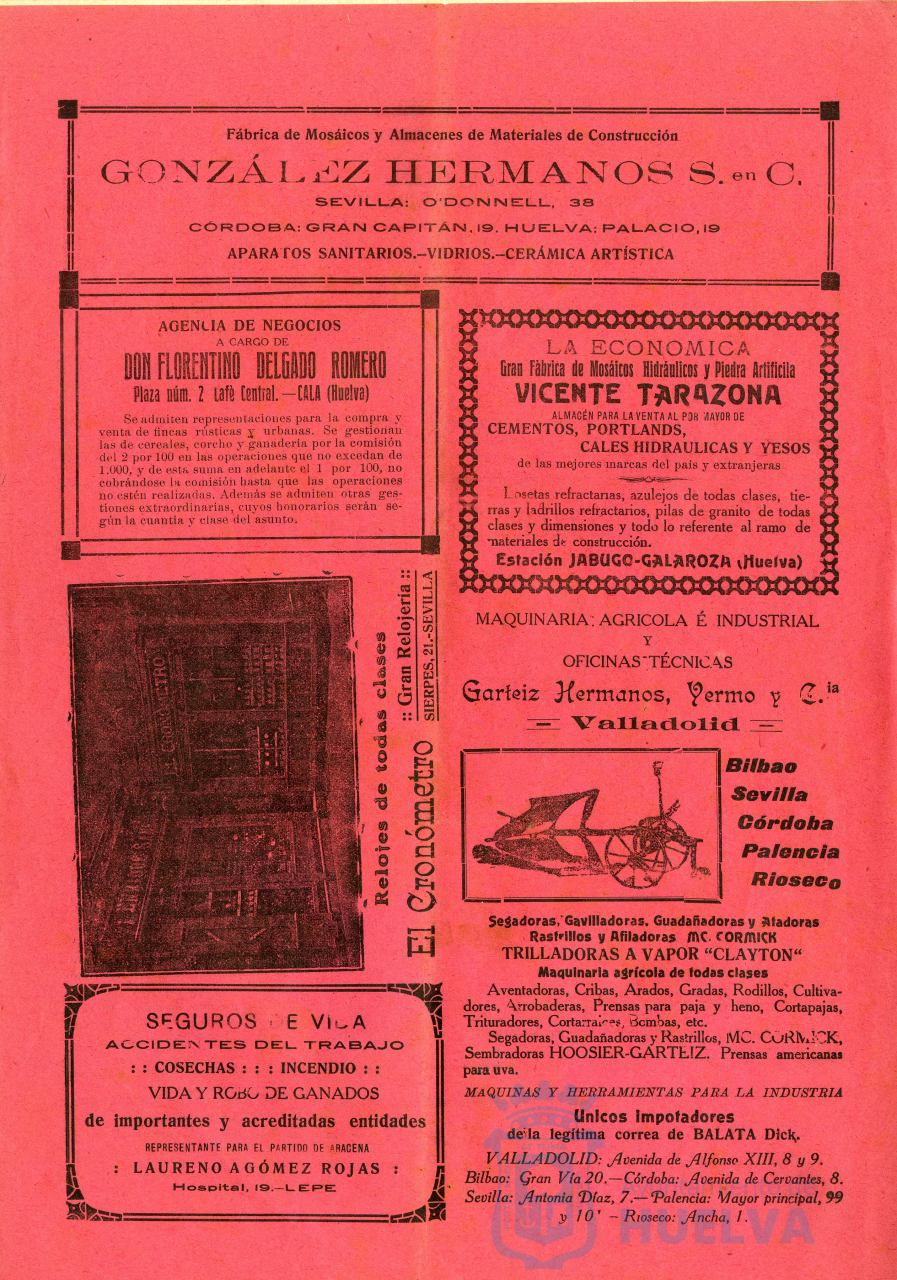 Fábrica de Mosáicos y Almacenes de Materiales de Construcción
GONZÁLEZ HERMANOS S. en C.
SEVILLA: O'DONNELL, 38
CÓRDOBA: GRAN CAPITÁN, 19. HUELVA: PALACIO, 19
APARATOS SANITARIOS.-VIDRIOS.-CERÁMICA ARTÍSTICA
AGENCIA DE NEGOCIOS
A CARGO DE
DON FLORENTINO DELGADO ROMERO
Plaza núm. 2 Cafè Central.—CALA (Huelva)
Se admiten representaciones para la compra y
venta de fincas rústicas y urbanas. Se gestionan
las de cereales, corcho y ganadería por la comisión
del 2 por 100 en las operaciones que no excedan de
1.000, y de esta suma en adelante el 1 por 100, no
cobrándose la comisión hasta que las operaciones
no estén realizadas. Además se admiten otras ges-
tiones extraordinarias, cuyos honorarios serán se-
gún la cuantía y clase del asunto.
LA ECONOMICA
Gran Fàbrica de Mosáicos Hidráulicos y Piedra Artificila
VICENTE TARAZONA
ALMACÉN PARA LA VENTA AL POR MAYOR DE
CEMENTOS, PORTLANDS,
CALES HIDRAULICAS Y YESOS
de las mejores marcas del país y extranjeras
Losetas refractarias, azulejos de todas clases, tie-
rras y ladrillos refractarios, pilas de granito de todas
clases y dimensiones y todo lo referente al ramo de
materiales de construcción.
Estación JABUGO-GALAROZA (Huelva)
EL CRONOMETRO
Relojes de todas clases
El Cronómetro
:: Gran Relojería ::
SIERPES, 21.-SEVILLA
MAQUINARIA: AGRICOLA É INDUSTRIAL
Y
OFICINAS TÉCNICAS
Garteiz Hermanos, Yermo y C.ia
— Valladolid —
Bilbao
Sevilla
Córdoba
Palencia
Rioseco
Segadoras, Gavilladoras, Guadañadoras y Atadoras
Rastrillos y Afiladoras MC. CORMICK
TRILLADORAS A VAPOR "CLAYTON"
Maquinaria agrícola de todas clases
Aventadoras, Cribas, Arados, Gradas, Rodillos, Cultiva-
dores, Arrobaderas, Prensas para paja y heno, Cortapajas,
Trituradores, Cortarraices, Bombas, etc.
Segadoras, Guadañadoras y Rastrillos, MC. CORMICK,
Sembradoras HOOSIER-GARTEIZ. Prensas americanas
para uva.
MAQUINAS Y HERRAMIENTAS PARA LA INDUSTRIA
Unicos impotadores
de la legítima correa de BALATA Dick.
VALLADOLID: Avenida de Alfonso XIII, 8 y 9.
Bilbao: Gran Vía 20.—Córdoba: Avenida de Cervantes, 8.
Sevilla: Antonia Díaz, 7.—Palencia: Mayor principal, 99
y 10 - Rioseco: Ancha, 1.
SEGUROS DE VIDA
ACCIDENTES DEL TRABAJO
: : COSECHAS : : : INCENDIO : :
VIDA Y ROBO DE GANADOS
de importantes y acreditadas entidades
REPRESENTANTE PARA EL PARTIDO DE ARACENA
: LAURENO AGÓMEZ ROJAS :
Hospital, 19.—LEPE
HUELVA